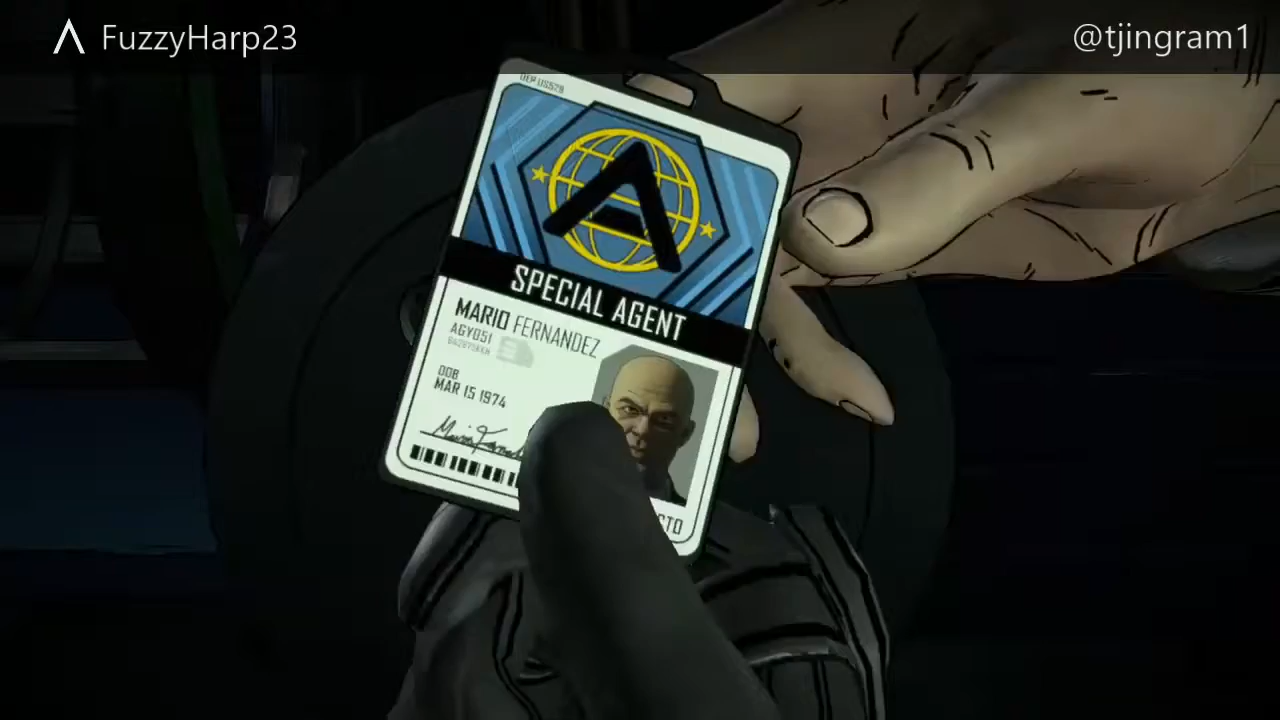 FuzzyHarp23
@tjingram1
SPECIAL AGENT
MARIO FERNANDEZ
AGY051
DOB
MAR 15 1974